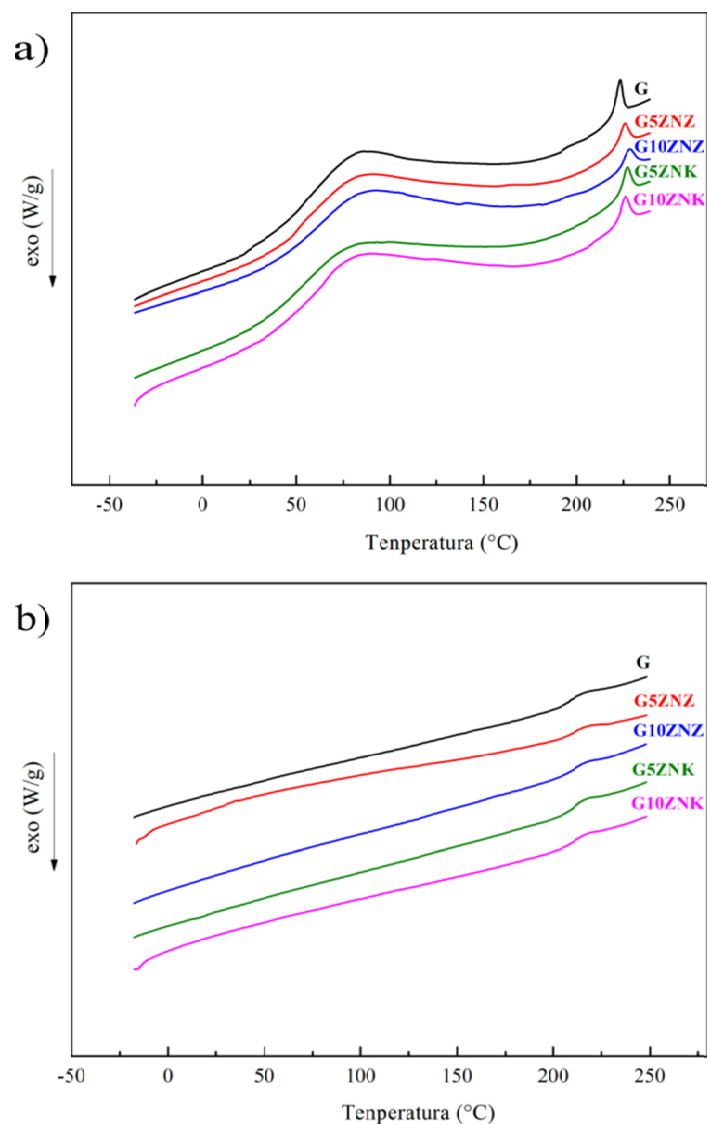 a)
G
G5ZNZ
G10ZNZ
G5ZNK
G10ZNK
exo (W/g)
-50 0 50 100 150 200 250
Tenperatura (°C)
b)
G
G5ZNZ
G10ZNZ
G5ZNK
G10ZNK
exo (W/g)
-50 0 50 100 150 200 250
Tenperatura (°C)